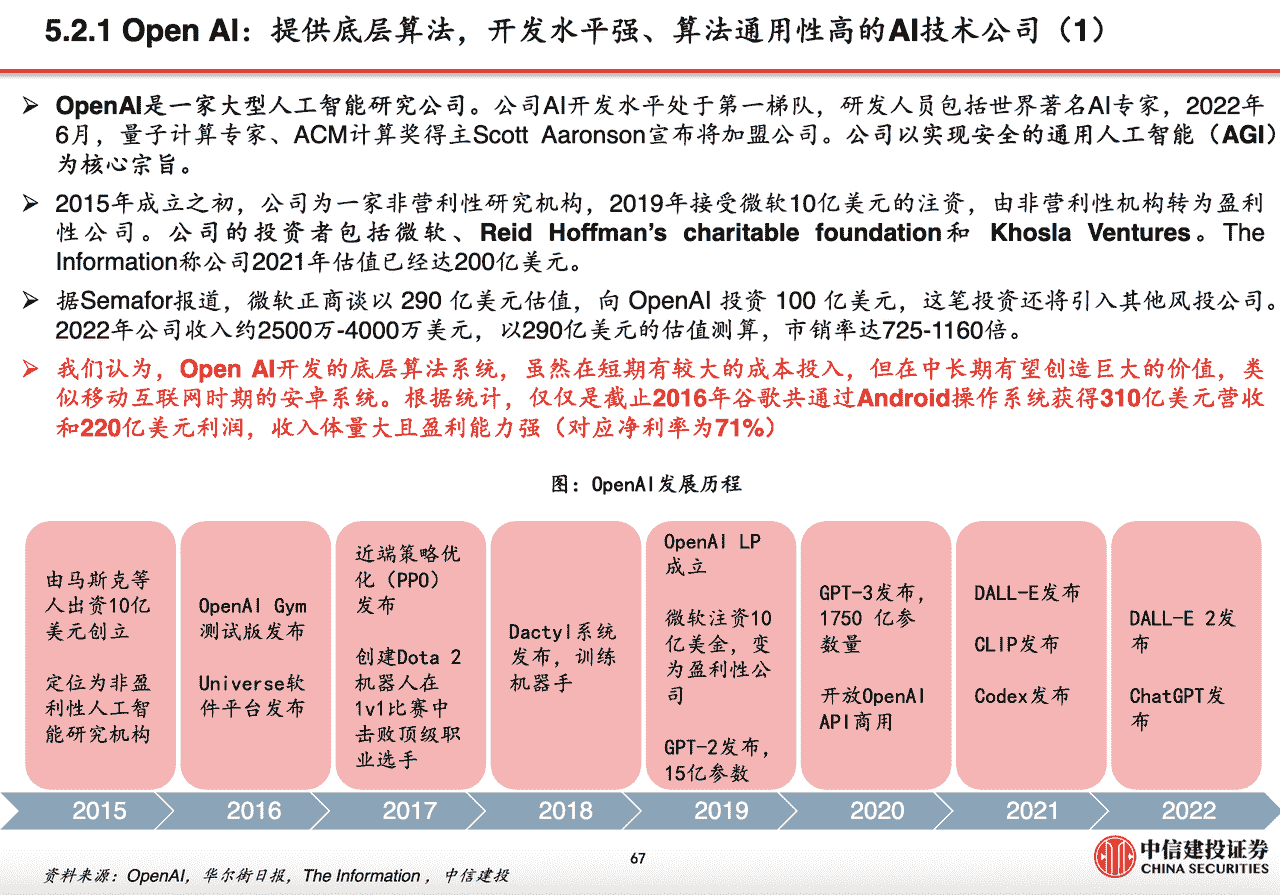 5.2.1 Open AI：提供底层算法，开发水平强、算法通用性高的AI技术公司（1）
➢ OpenAI是一家大型人工智能研究公司。公司AI开发水平处于第一梯队，研发人员包括世界著名AI专家，2022年
6月，量子计算专家、ACM计算奖得主Scott Aaronson宣布将加盟公司。公司以实现安全的通用人工智能（AGI）
为核心宗旨。
➢ 2015年成立之初，公司为一家非营利性研究机构，2019年接受微软10亿美元的注资，由非营利性机构转为盈利
性公司。公司的投资者包括微软、Reid Hoffman’s charitable foundation和 Khosla Ventures。The
Information称公司2021年估值已经达200亿美元。
➢ 据Semafor报道，微软正商谈以 290 亿美元估值，向 OpenAI 投资 100 亿美元，这笔投资还将引入其他风投公司。
2022年公司收入约2500万-4000万美元，以290亿美元的估值测算，市销率达725-1160倍。
➢ 我们认为，Open AI开发的底层算法系统，虽然在短期有较大的成本投入，但在中长期有望创造巨大的价值，类
似移动互联网时期的安卓系统。根据统计，仅仅是截止2016年谷歌共通过Android操作系统获得310亿美元营收
和220亿美元利润，收入体量大且盈利能力强（对应净利率为71%）
图：OpenAI发展历程
由马斯克等
人出资10亿
美元创立
定位为非盈
利性人工智
能研究机构
OpenAI Gym
测试版发布
Universe软
件平台发布
近端策略优
化（PPO）
发布
创建Dota 2
机器人在
1v1比赛中
击败顶级职
业选手
Dactyl系统
发布，训练
机器手
OpenAI LP
成立
微软注资10
亿美金，变
为盈利性公
司
GPT-2发布，
15亿参数
GPT-3发布，
1750 亿参
数量
开放OpenAI
API商用
DALL-E发布
CLIP发布
Codex发布
DALL-E 2发
布
ChatGPT发
布
2015
2016
2017
2018
2019
2020
2021
2022
资料来源：OpenAI，华尔街日报，The Information ，中信建投
67
中信建投证券
CHINA SECURITIES